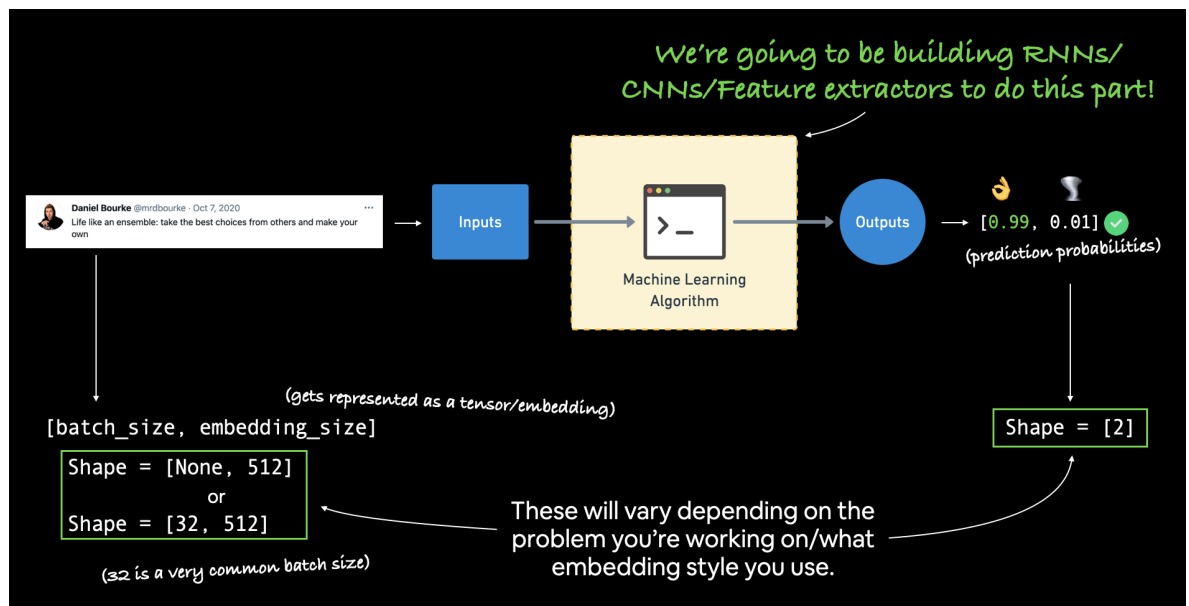 We're going to be building RNNs/
CNNs/Feature extractors to do this part!
Daniel Bourke @mrdbourke · Oct 7, 2020
Life like an ensemble: take the best choices from others and make your
own
Inputs
Machine Learning
Algorithm
Outputs
[0.99, 0.01]
(prediction probabilities)
(gets represented as a tensor/embedding)
[batch_size, embedding_size]
Shape = [None, 512]
or
Shape = [32, 512]
(32 is a very common batch size)
Shape = [2]
These will vary depending on the
problem you're working on/what
embedding style you use.